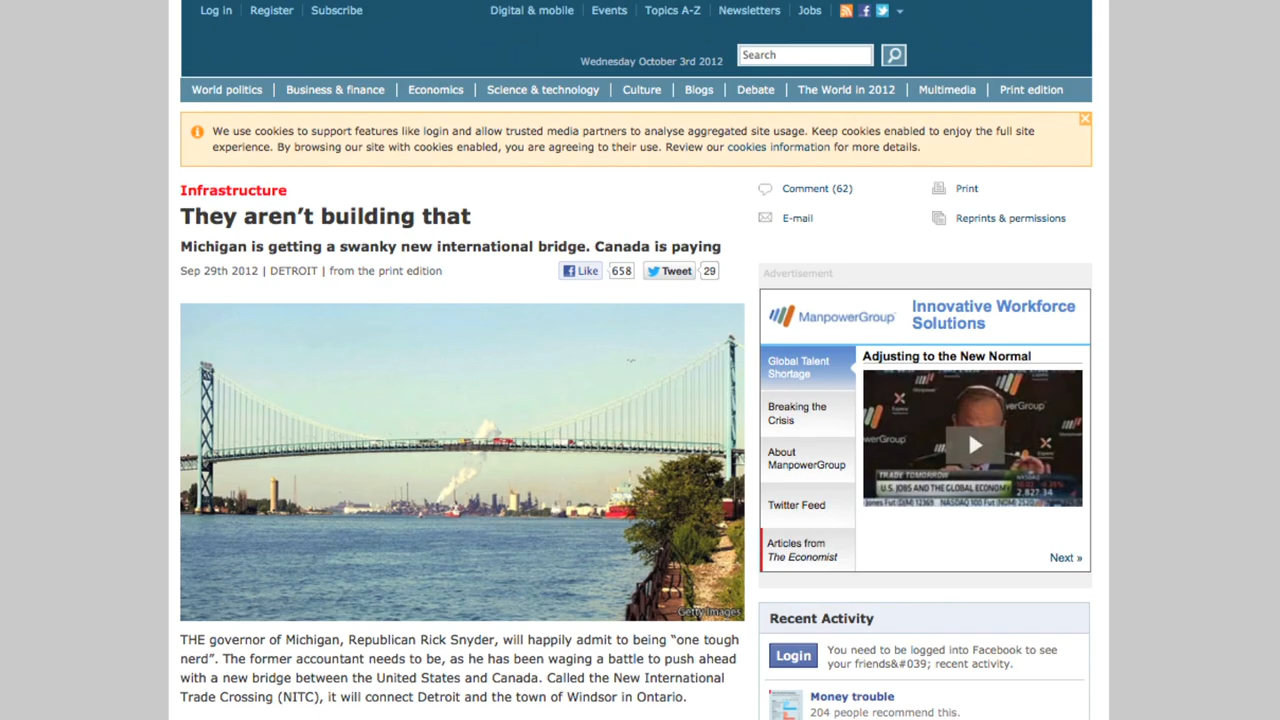 Log in
Register
Subscribe
Digital & mobile
Events
Topics A-Z
Newsletters
Jobs
Wednesday October 3rd 2012
Search
World politics
Business & finance
Economics
Science & technology
Culture
Blogs
Debate
The World in 2012
Multimedia
Print edition
We use cookies to support features like login and allow trusted media partners to analyse aggregated site usage. Keep cookies enabled to enjoy the full site
experience. By browsing our site with cookies enabled, you are agreeing to their use. Review our cookies information for more details.
Infrastructure
They aren’t building that
Michigan is getting a swanky new international bridge. Canada is paying
Sep 29th 2012 | DETROIT | from the print edition
Like 658
Tweet 29
Getty Images
THE governor of Michigan, Republican Rick Snyder, will happily admit to being “one tough
nerd”. The former accountant needs to be, as he has been waging a battle to push ahead
with a new bridge between the United States and Canada. Called the New International
Trade Crossing (NITC), it will connect Detroit and the town of Windsor in Ontario.
Comment (62)
Print
E-mail
Reprints & permissions
Advertisement
ManpowerGroup
Innovative Workforce
Solutions
Global Talent
Shortage
Breaking the
Crisis
About
ManpowerGroup
Twitter Feed
Articles from
The Economist
Adjusting to the New Normal
TRADE TOMORROW
U.S. JOBS AND THE GLOBAL ECONOMY
NASDAQ
2,827.34
Next »
Recent Activity
Login
You need to be logged into Facebook to see
your friends&#039; recent activity.
Money trouble
204 people recommend this.